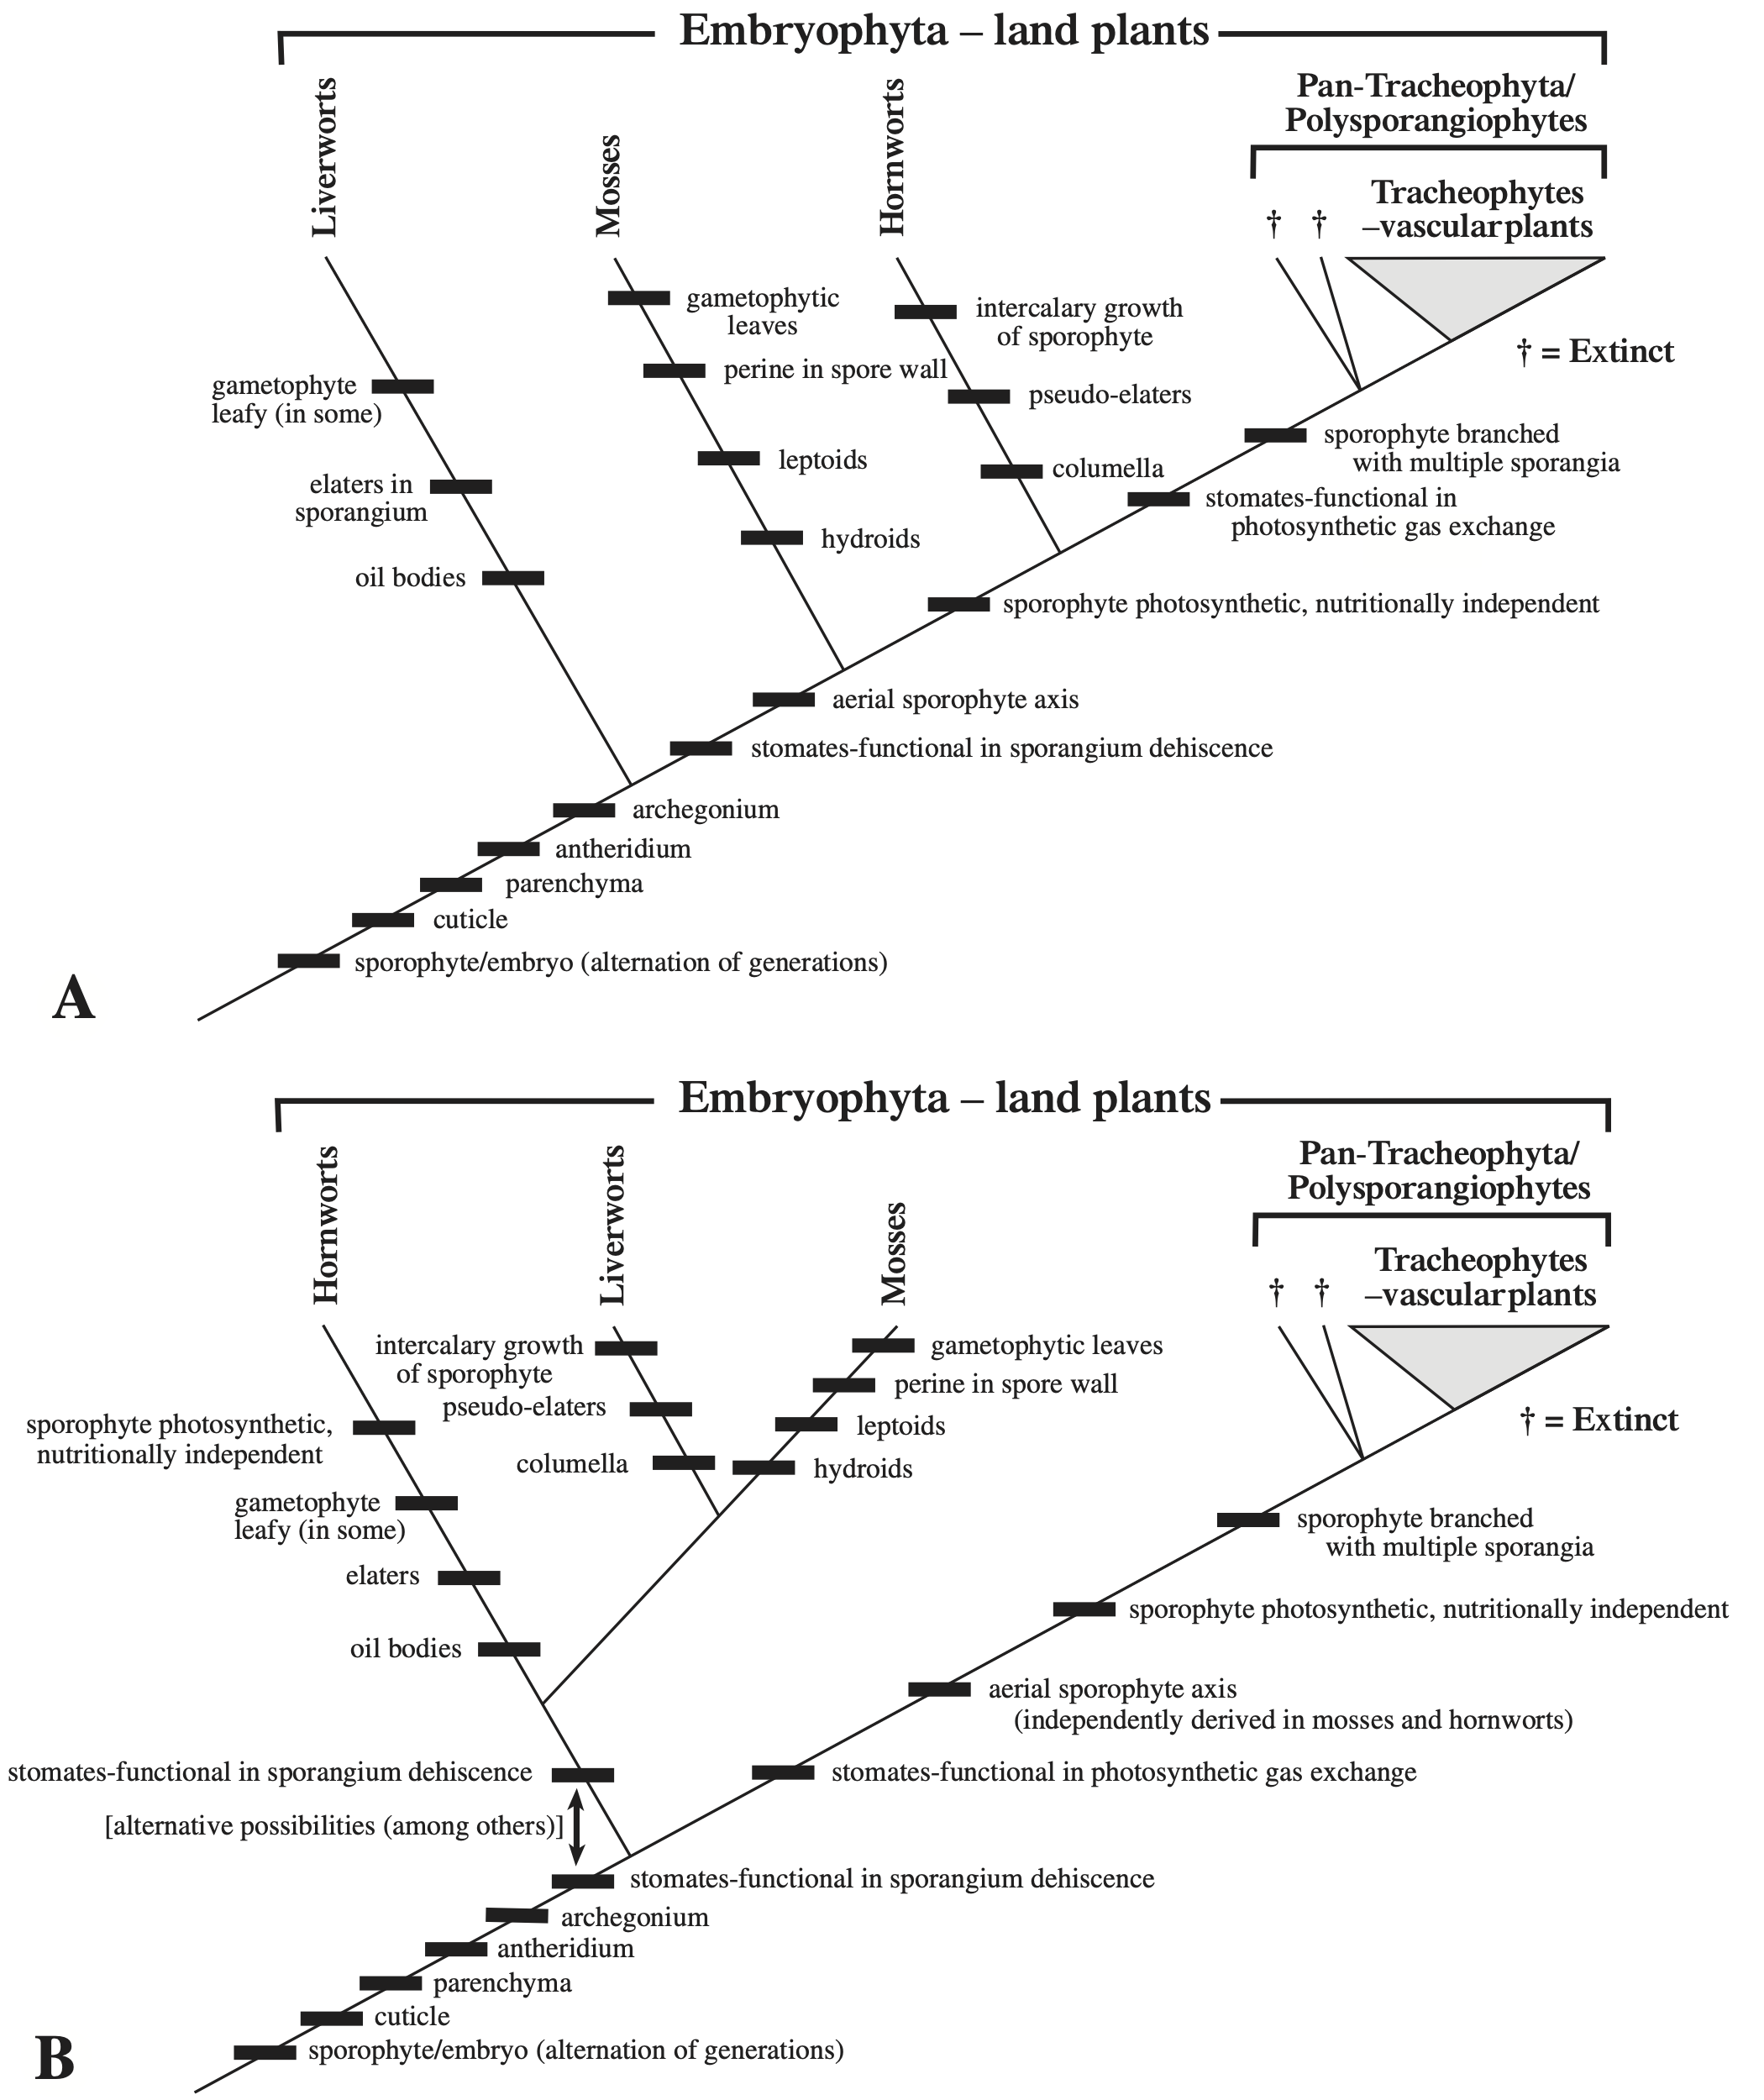 Embryophyta – land plants
Pan-Tracheophyta/
Polysporangiophytes
Liverworts
Mosses
Hornworts
Tracheophytes
–vascular plants
† †
† = Extinct
gametophytic
leaves
intercalary growth
of sporophyte
perine in spore wall
gametophyte
leafy (in some)
pseudo-elaters
sporophyte branched
with multiple sporangia
leptoids
columella
elaters in
sporangium
stomates-functional in
photosynthetic gas exchange
hydroids
oil bodies
sporophyte photosynthetic, nutritionally independent
aerial sporophyte axis
stomates-functional in sporangium dehiscence
archegonium
antheridium
parenchyma
cuticle
sporophyte/embryo (alternation of generations)
A
Embryophyta – land plants
Pan-Tracheophyta/
Polysporangiophytes
Hornworts
Liverworts
Mosses
Tracheophytes
–vascular plants
† †
† = Extinct
intercalary growth
of sporophyte
gametophytic leaves
perine in spore wall
pseudo-elaters
leptoids
sporophyte photosynthetic,
nutritionally independent
columella
hydroids
gametophyte
leafy (in some)
sporophyte branched
with multiple sporangia
elaters
sporophyte photosynthetic, nutritionally independent
oil bodies
aerial sporophyte axis
(independently derived in mosses and hornworts)
stomates-functional in sporangium dehiscence
stomates-functional in photosynthetic gas exchange
[alternative possibilities (among others)]
stomates-functional in sporangium dehiscence
archegonium
antheridium
parenchyma
cuticle
sporophyte/embryo (alternation of generations)
B